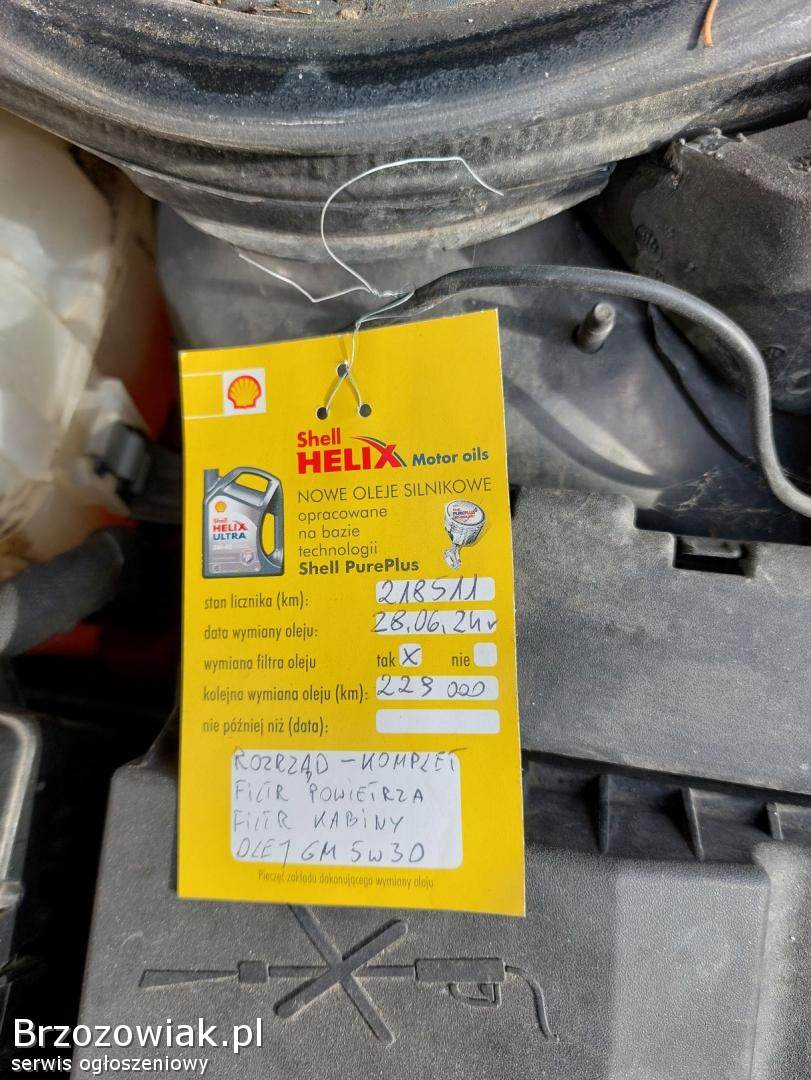 Shell
HELIX Motor oils
NOWE OLEJE SILNIKOWE
opracowane
na bazie
technologii
Shell PurePlus
Shell
HELIX
ULTRA
PUREPLUS
stan licznika (km): 218511
data wymiany oleju: 28.06.24r
wymiana filtra oleju tak X nie
kolejna wymiana oleju (km): 229 000
nie później niż (data):
ROZRZĄD - KOMPLET
FILTR POWIETRZA
FILTR KABINY
OLEJ GM 5W30
Pieczęć zakładu dokonującego wymiany oleju
Brzozowiak.pl
serwis ogłoszeniowy